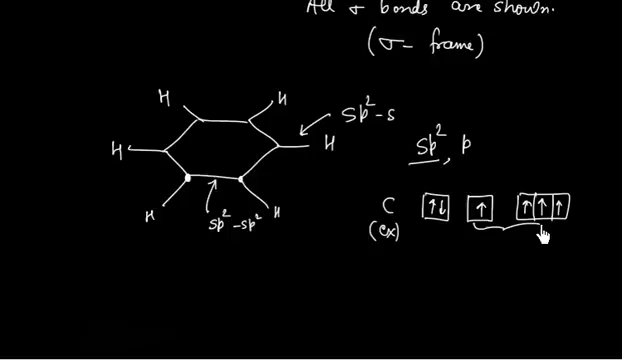 All σ bonds are shown.
(σ- frame)
H
H
sp²-s
H
H
sp², p
H
H
sp²-sp²
C
(ex)
↑↓ ↑ ↑ ↑ ↑